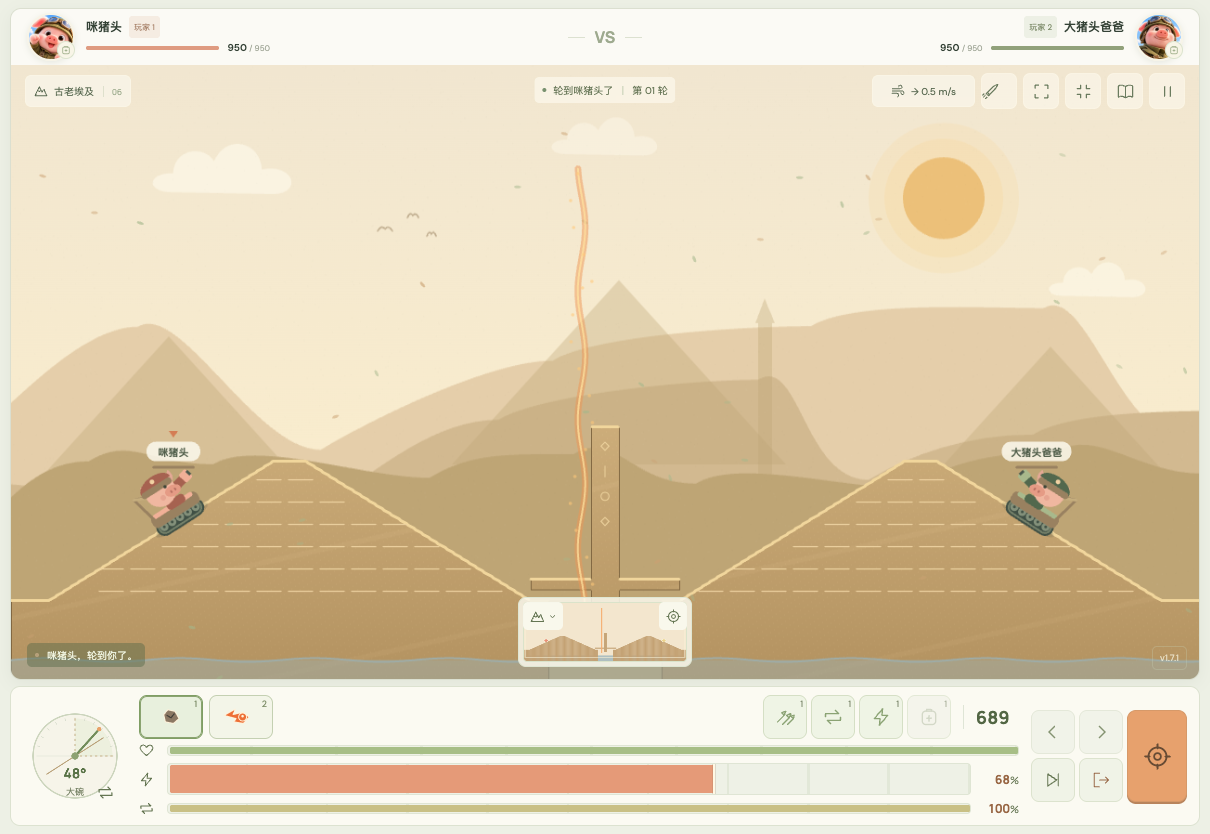 咪猪头 玩家 1
950 / 950
VS
玩家 2 大猪头爸爸
950 / 950
古老埃及 06
轮到咪猪头了 第 01 轮
→ 0.5 m/s
咪猪头
大猪头爸爸
咪猪头，轮到你了。
v1.7.1
1
2
1
1
1
1
689
48°
大碗
68%
100%